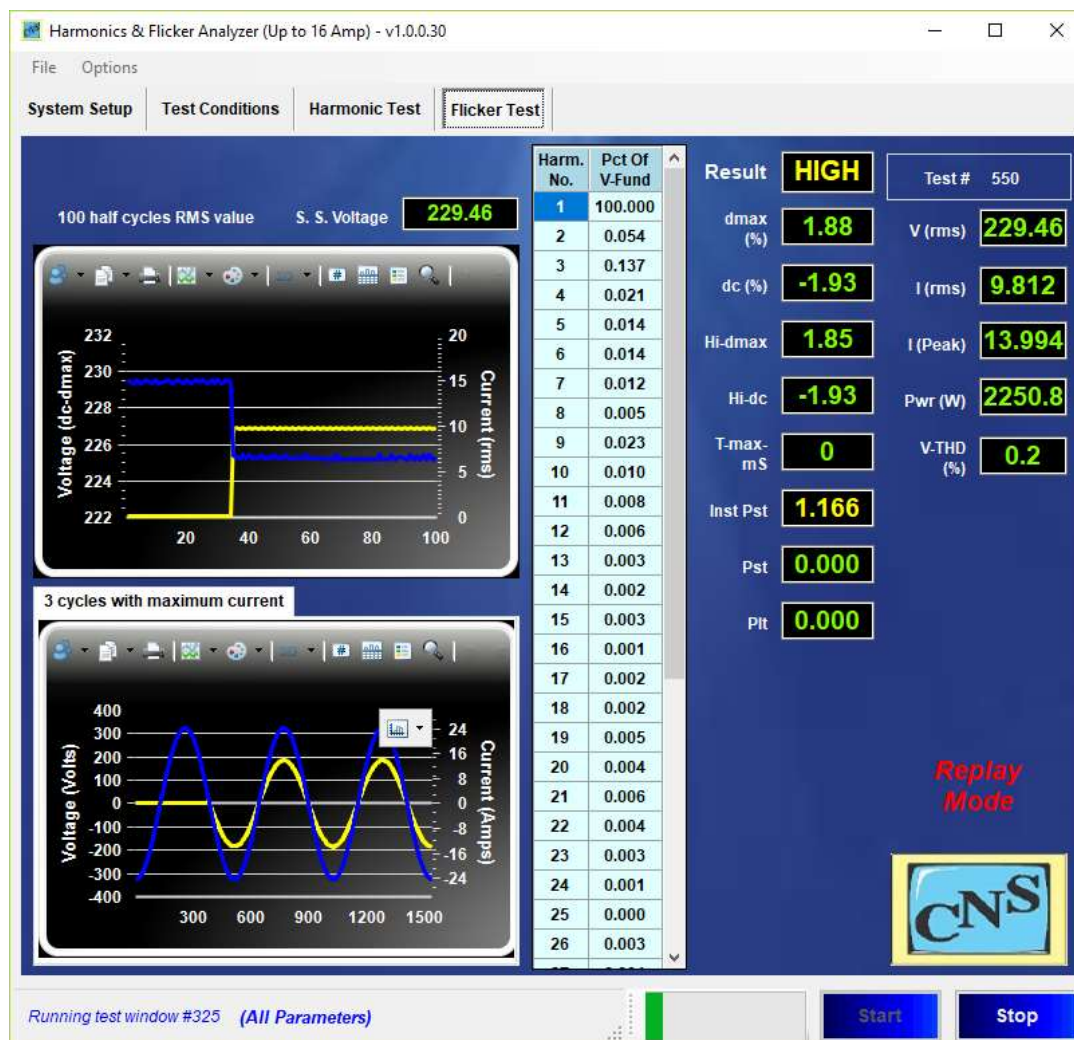 Harmonics & Flicker Analyzer (Up to 16 Amp) - v1.0.0.30
File Options
System Setup Test Conditions Harmonic Test Flicker Test
100 half cycles RMS value S. S. Voltage 229.46
Voltage (dc-dmax)
232
230
228
226
224
222
20
15
10
5
0
Current (rms)
20 40 60 80 100
3 cycles with maximum current
Voltage (Volts)
400
300
200
100
0
-100
-200
-300
-400
24
16
8
0
-8
-16
-24
Current (Amps)
300 600 900 1200 1500
Harm. No. Pct Of V-Fund
1 100.000
2 0.054
3 0.137
4 0.021
5 0.014
6 0.014
7 0.012
8 0.005
9 0.023
10 0.010
11 0.008
12 0.006
13 0.003
14 0.002
15 0.003
16 0.001
17 0.002
18 0.002
19 0.005
20 0.004
21 0.006
22 0.004
23 0.003
24 0.001
25 0.000
26 0.003
Result HIGH
dmax (%) 1.88
dc (%) -1.93
Hi-dmax 1.85
Hi-dc -1.93
T-max-mS 0
Inst Pst 1.166
Pst 0.000
Plt 0.000
Test # 550
V (rms) 229.46
I (rms) 9.812
I (Peak) 13.994
Pwr (W) 2250.8
V-THD (%) 0.2
Replay
Mode
CNS
Running test window #325 (All Parameters)
Start Stop